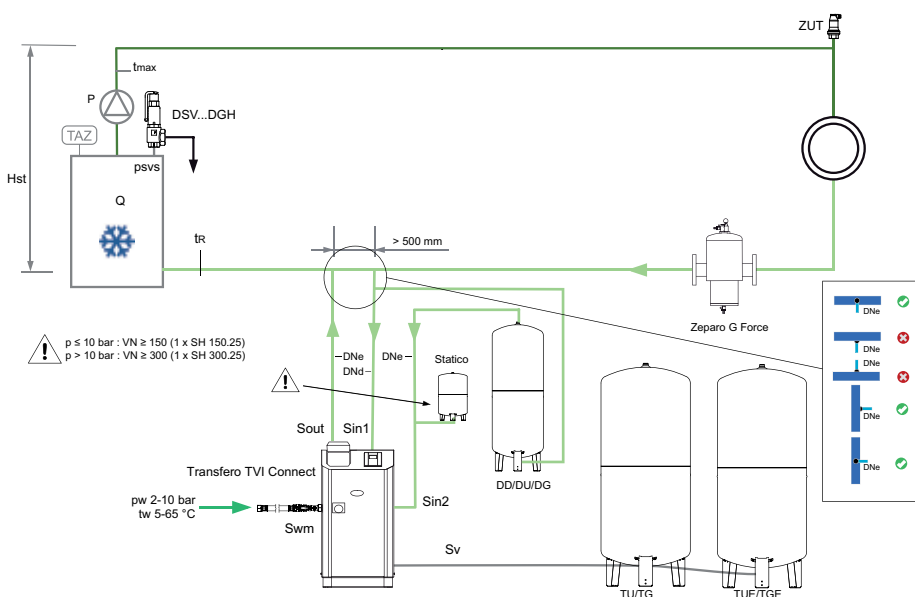 ZUT
tmax
P
DSV...DGH
TAZ
psvs
Hst
Q
tR
> 500 mm
Zeparo G Force
DNe
DNe
DNe
DNe
DNe
p ≤ 10 bar : VN ≥ 150 (1 x SH 150.25)
p > 10 bar : VN ≥ 300 (1 x SH 300.25)
DNe
DNd
DNe
Statico
Sout
Sin1
Transfero TVI Connect
DD/DU/DG
pw 2-10 bar
tw 5-65 °C
Swm
Sin2
Sv
TU/TG
TUE/TGE